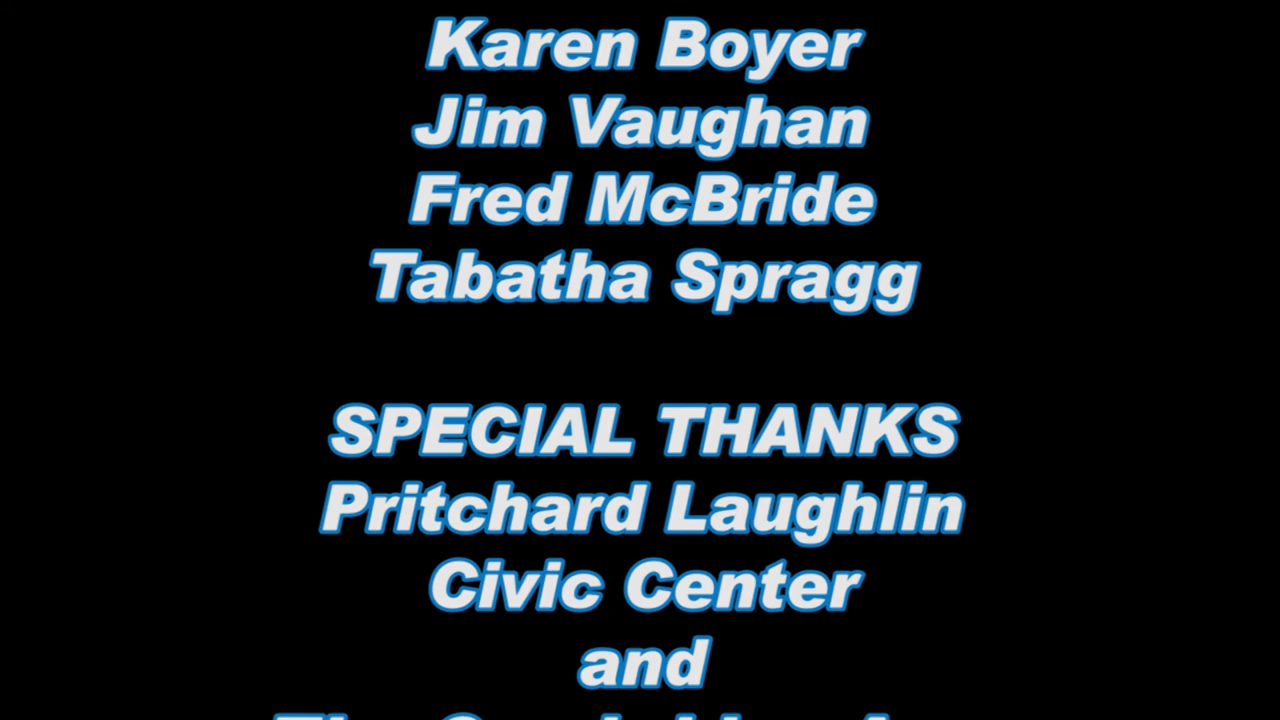 Karen Boyer
Jim Vaughan
Fred McBride
Tabatha Spragg
SPECIAL THANKS
Pritchard Laughlin
Civic Center
and